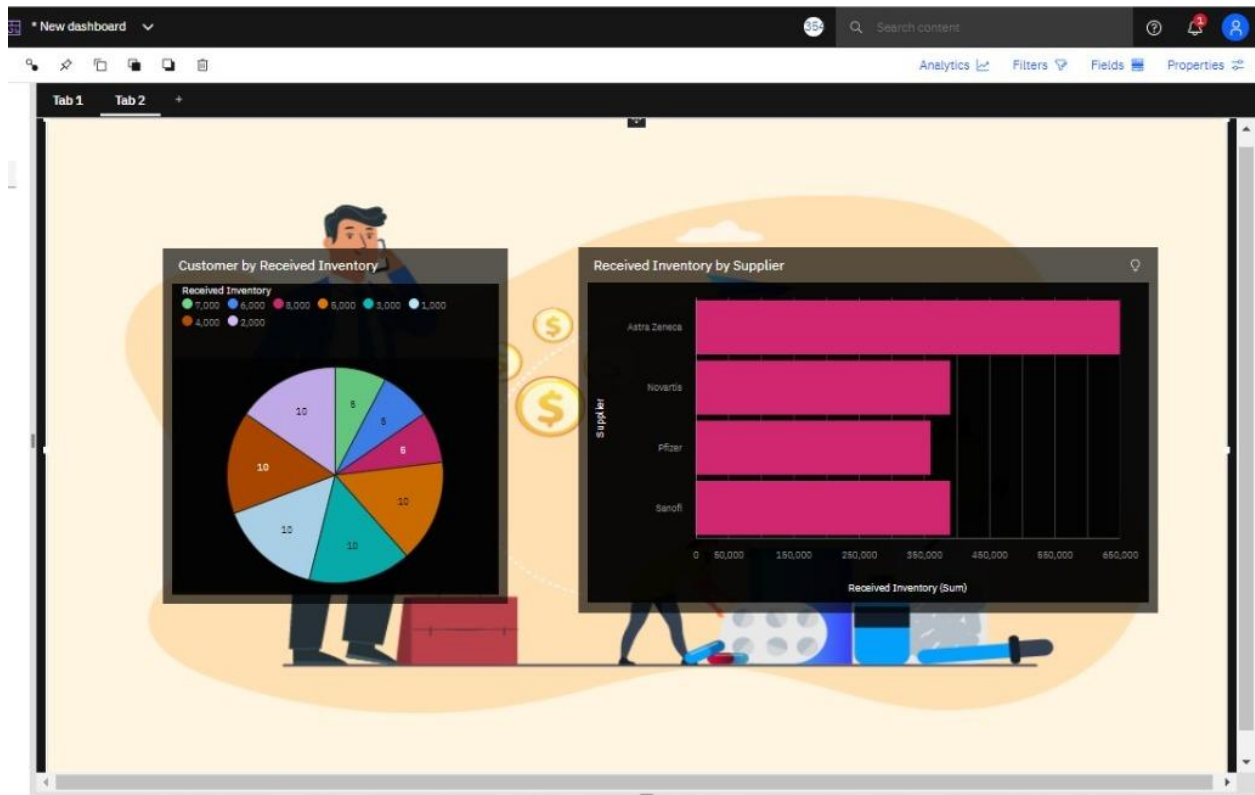 * New dashboard
354
Search content
1
Analytics
Filters
Fields
Properties
Tab 1 Tab 2 +
Customer by Received Inventory
Received Inventory
7,000 6,000 8,000 5,000 3,000 1,000
4,000 2,000
10
5
5
5
10
10
10
10
Received Inventory by Supplier
Supplier
Astra Zeneca
Novartis
Pfizer
Sanofi
0 50,000 150,000 250,000 350,000 450,000 550,000 650,000
Received Inventory (Sum)
$
$